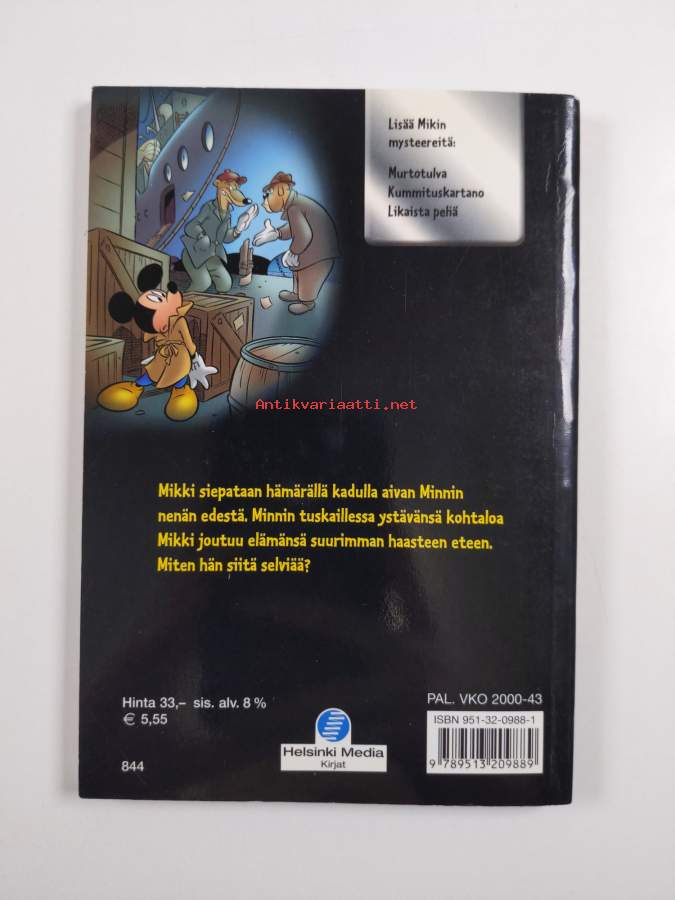 Lisää Mikin
mysteereitä:
Murtotulva
Kummituskartano
Likaista peliä
Antikvariaatti.net
Mikki siepataan hämärällä kadulla aivan Minnin
nenän edestä. Minnin tuskaillessa ystävänsä kohtaloa
Mikki joutuu elämänsä suurimman haasteen eteen.
Miten hän siitä selviää?
Hinta 33,– sis. alv. 8 %
€ 5,55
844
Helsinki Media
Kirjat
PAL. VKO 2000-43
ISBN 951-32-0988-1
9 789513 209889